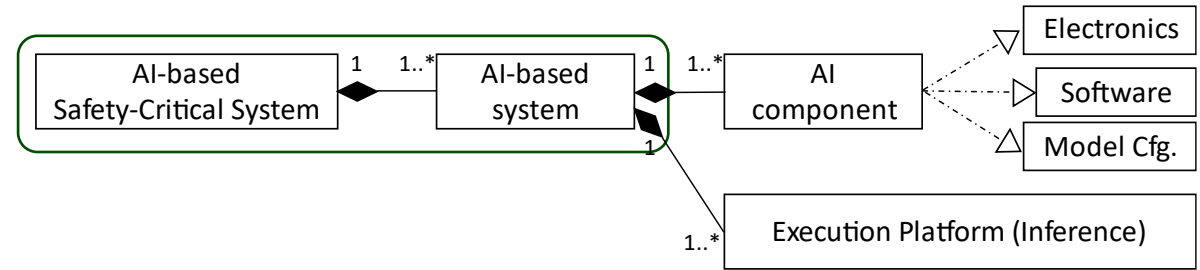 AI-based
Safety-Critical System
1
1..*
AI-based
system
1
1..*
1
1..*
AI
component
Electronics
Software
Model Cfg.
Execution Platform (Inference)